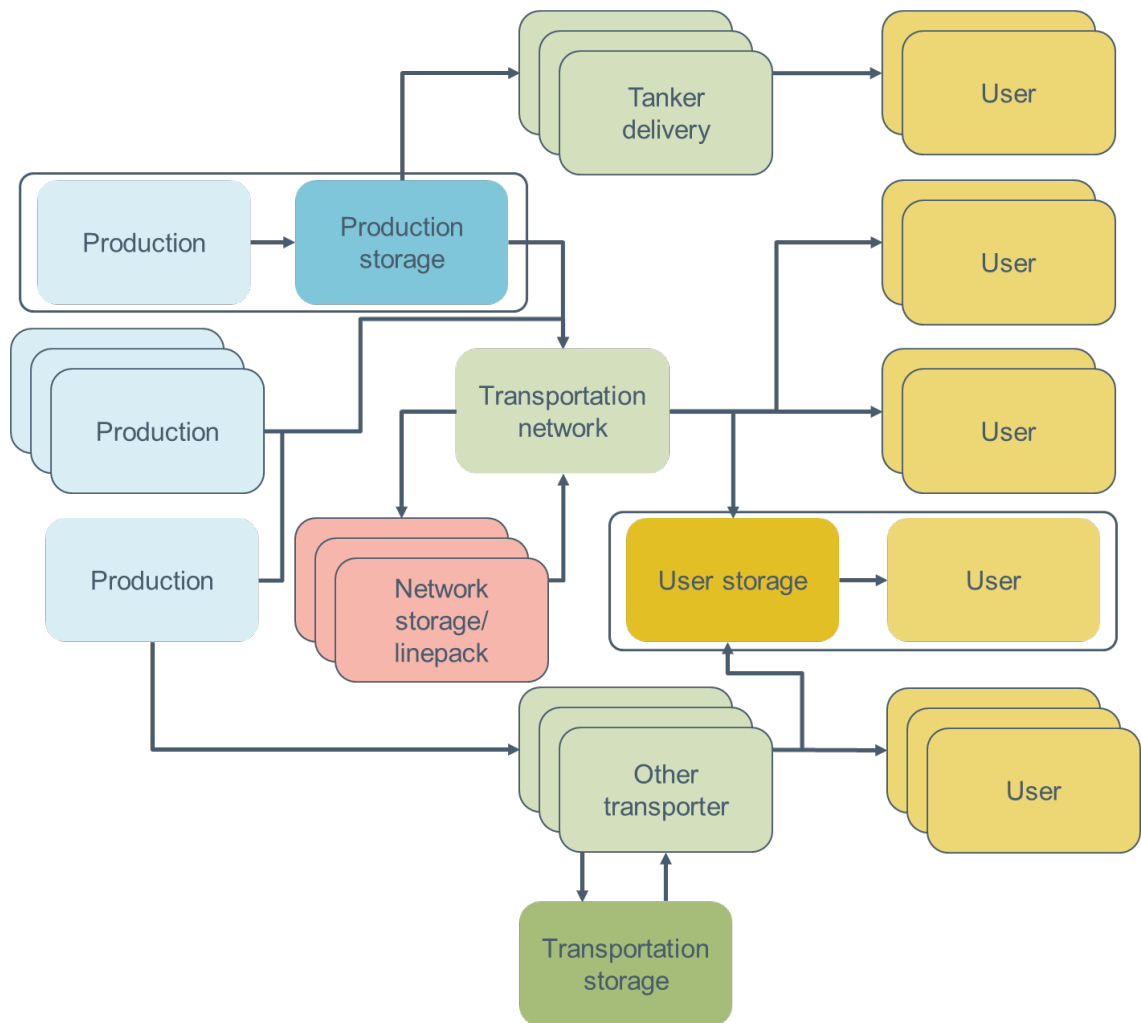 Tanker
delivery
User
Production
Production
storage
User
Production
Transportation
network
User
Production
Network
storage/
linepack
User storage
User
Other
transporter
User
Transportation
storage